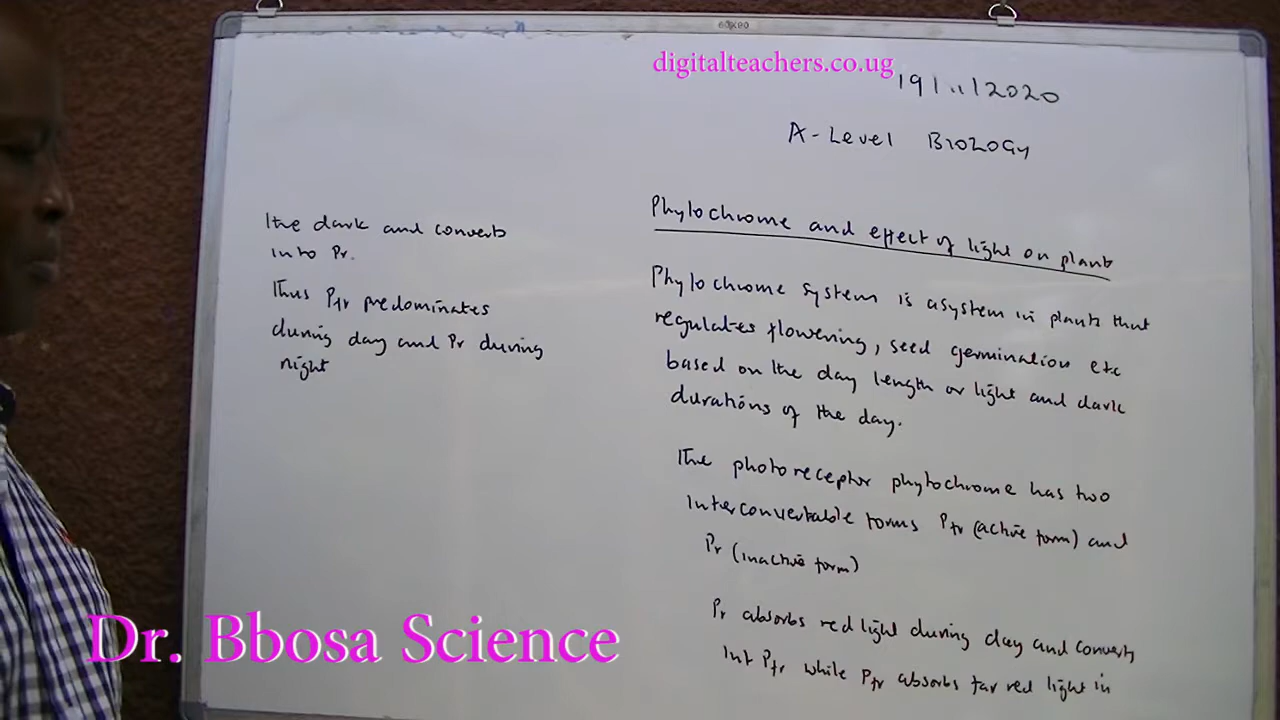 digitalteachers.co.ug
19/11/2020
A-Level BIOLOGY
Phytochrome and effect of light on plants
Phytochrome system is a system in plants that
regulates flowering, seed germination etc
based on the day length or light and dark
durations of the day.
The photoreceptor phytochrome has two
Interconvertable forms Pfr (active form) and
Pr (inactive form)
Pr absorbs red light during day and converts
Int Pfr while Pfr absorbs far red light in
the dark and converts
into Pr.
Thus Pfr predominates
during day and Pr during
night
Dr. Bbosa Science